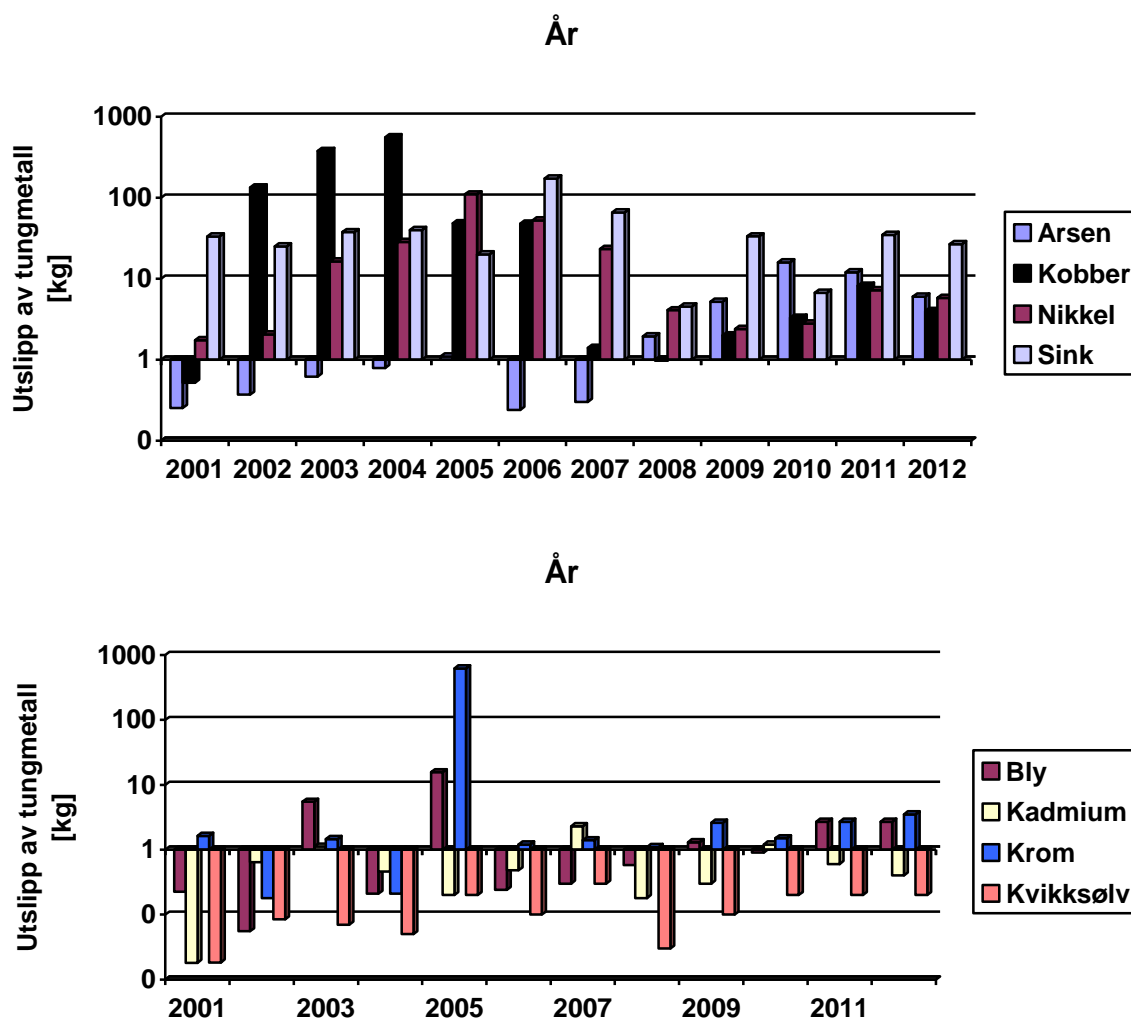 År
Utslipp av tungmetall
[kg]
1000
100
10
1
0
2001 2002 2003 2004 2005 2006 2007 2008 2009 2010 2011 2012
Arsen
Kobber
Nikkel
Sink
År
Utslipp av tungmetall
[kg]
1000
100
10
1
0
0
2001 2003 2005 2007 2009 2011
Bly
Kadmium
Krom
Kvikksølv